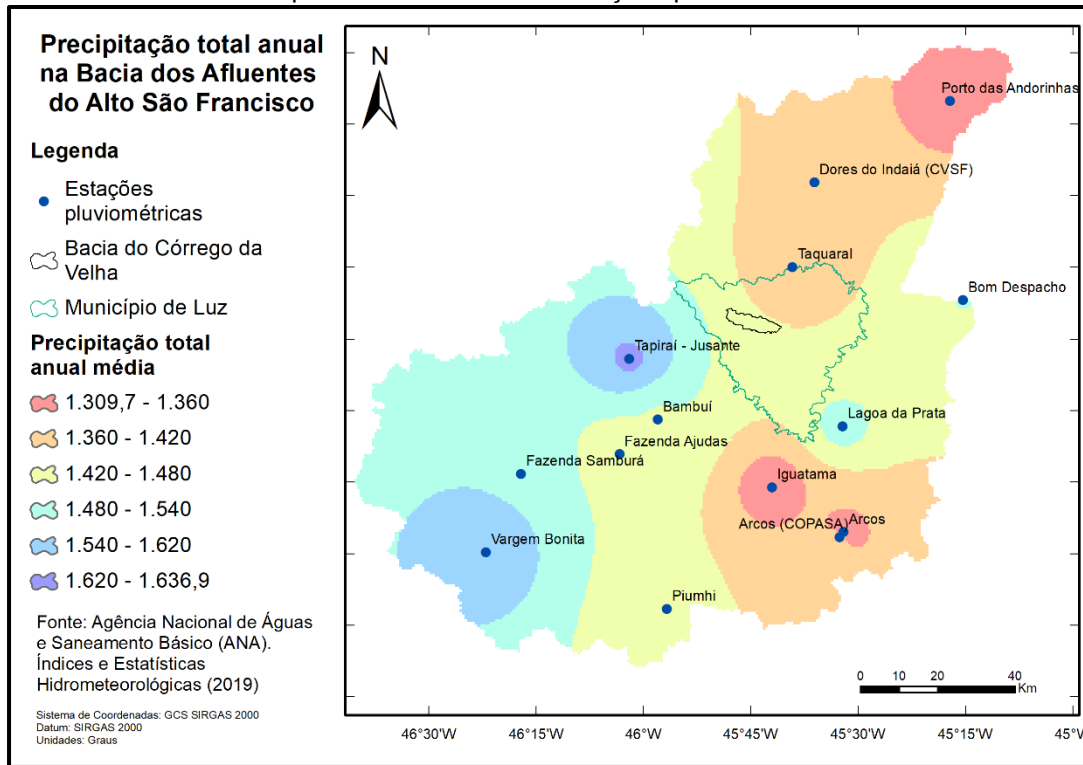 Precipitação total anual
na Bacia dos Afluentes
do Alto São Francisco
Legenda
Estações
pluviométricas
Bacia do Córrego da
Velha
Município de Luz
Precipitação total
anual média
1.309,7 - 1.360
1.360 - 1.420
1.420 - 1.480
1.480 - 1.540
1.540 - 1.620
1.620 - 1.636,9
Fonte: Agência Nacional de Águas
e Saneamento Básico (ANA).
Índices e Estatísticas
Hidrometeorológicas (2019)
Sistema de Coordenadas: GCS SIRGAS 2000
Datum: SIRGAS 2000
Unidades: Graus
N
Porto das Andorinhas
Dores do Indaiá (CVSF)
Taquaral
Bom Despacho
Tapiraí - Jusante
Bambuí
Lagoa da Prata
Fazenda Ajudas
Fazenda Samburá
Iguatama
Arcos (COPASA)
Arcos
Vargem Bonita
Piumhi
0 10 20 40
Km
46°30'W 46°15'W 46°0'W 45°45'W 45°30'W 45°15'W 45°W